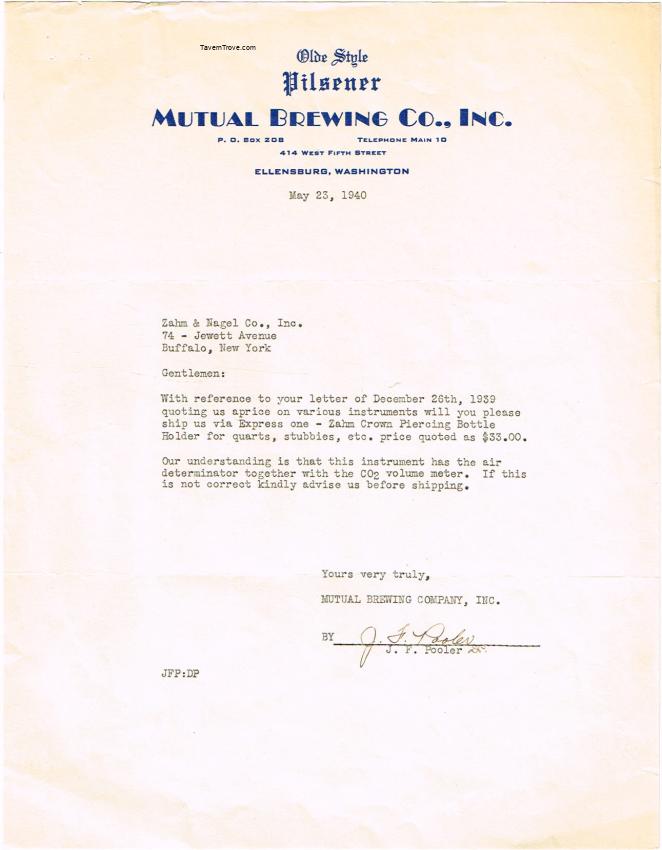 TavernTrove.com
Olde Style
Pilsener
MUTUAL BREWING CO., INC.
P. O. BOX 208 TELEPHONE MAIN 10
414 WEST FIFTH STREET
ELLENSBURG, WASHINGTON
May 23, 1940
Zahm & Nagel Co., Inc.
74 - Jewett Avenue
Buffalo, New York
Gentlemen:
With reference to your letter of December 26th, 1939
quoting us aprice on various instruments will you please
ship us via Express one - Zahm Crown Piercing Bottle
Holder for quarts, stubbies, etc. price quoted as $33.00.
Our understanding is that this instrument has the air
determinator together with the CO2 volume meter. If this
is not correct kindly advise us before shipping.
Yours very truly,
MUTUAL BREWING COMPANY, INC.
BY J. F. Pooler
J. F. Pooler
JFP:DP